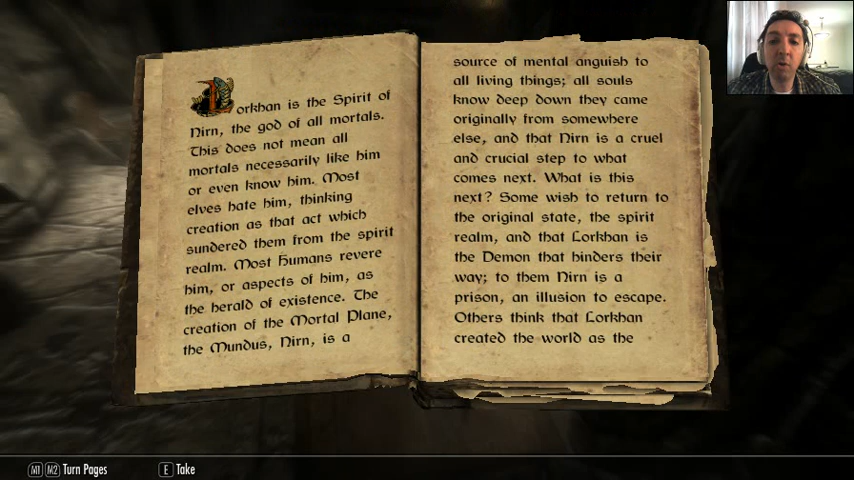 Lorkhan is the Spirit of
Nirn, the god of all mortals.
This does not mean all
mortals necessarily like him
or even know him. Most
elves hate him, thinking
creation as that act which
sundered them from the spirit
realm. Most Humans revere
him, or aspects of him, as
the herald of existence. The
creation of the Mortal Plane,
the Mundus, Nirn, is a
source of mental anguish to
all living things; all souls
know deep down they came
originally from somewhere
else, and that Nirn is a cruel
and crucial step to what
comes next. What is this
next? Some wish to return to
the original state, the spirit
realm, and that Lorkhan is
the Demon that hinders their
way; to them Nirn is a
prison, an illusion to escape.
Others think that Lorkhan
created the world as the
M1 M2 Turn Pages
E Take